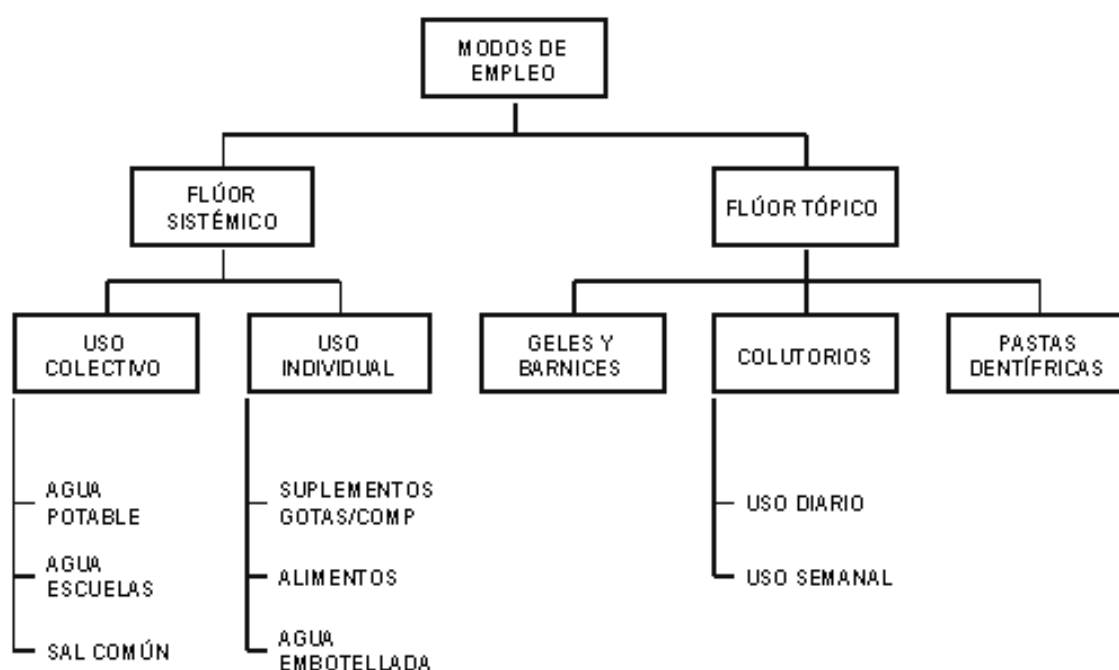 MODOS DE
EMPLEO
FLÚOR
SISTÉMICO
FLÚOR TÓPICO
USO
COLECTIVO
USO
INDIVIDUAL
GELES Y
BARNICES
COLUTORIOS
PASTAS
DENTÍFRICAS
AGUA
POTABLE
AGUA
ESCUELAS
SAL COMÚN
SUPLEMENTOS
GOTAS/COMP
ALIMENTOS
AGUA
EMBOTELLADA
USO DIARIO
USO SEMANAL